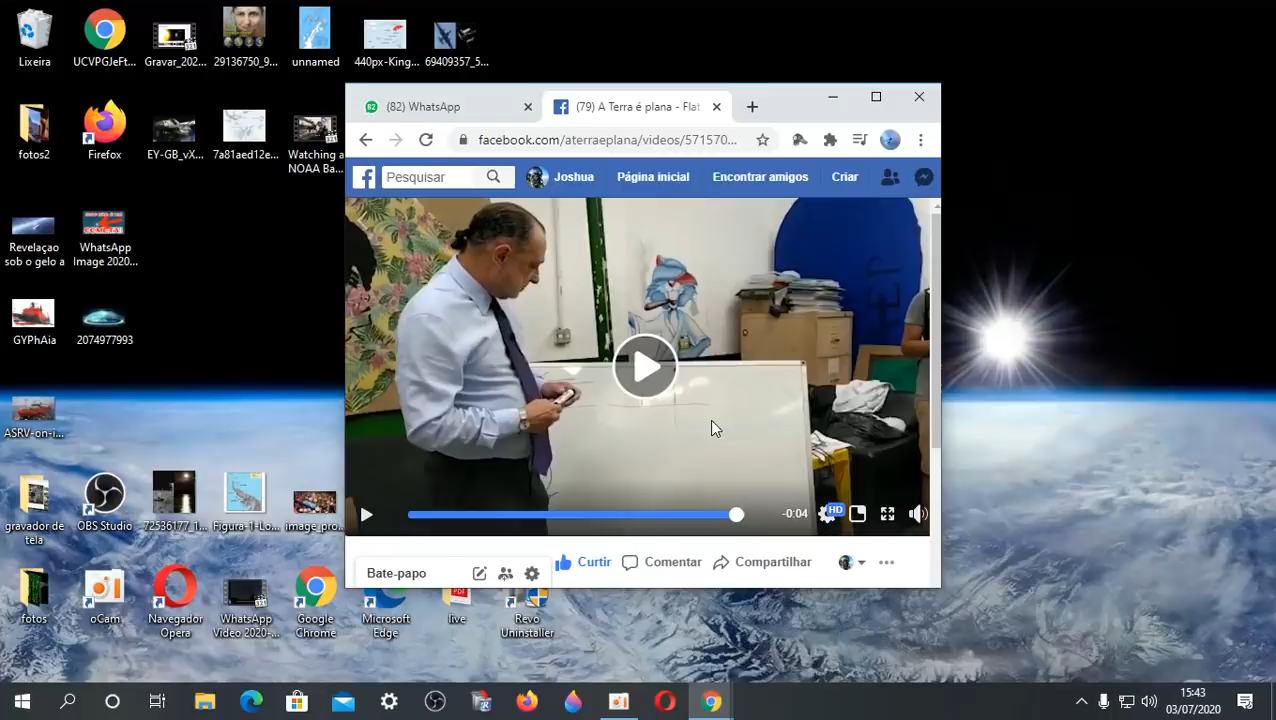 Lixeira
UCVPGJeFt...
Gravar_202...
29136750_9...
unnamed
440px-King...
69409357_5...
fotos2
Firefox
EY-GB_vX...
7a81aed12e...
Watching a
NOAA Ba...
Revelaçao
sob o gelo a
WhatsApp
Image 2020...
GYPhAia
2074977993
ASRV-on-i...
gravador de
tela
OBS Studio
72536177_1...
Figura-1-Lo...
image_pro...
fotos
oCam
Navegador
Opera
WhatsApp
Video 2020-...
Google
Chrome
Microsoft
Edge
PDF
live
Revo
Uninstaller
(82) WhatsApp
(79) A Terra é plana - Flat
facebook.com/aterraeplana/videos/571570...
Pesquisar
Joshua
Página inicial
Encontrar amigos
Criar
-0:04
HD
Bate-papo
Curtir
Comentar
Compartilhar
15:43
03/07/2020